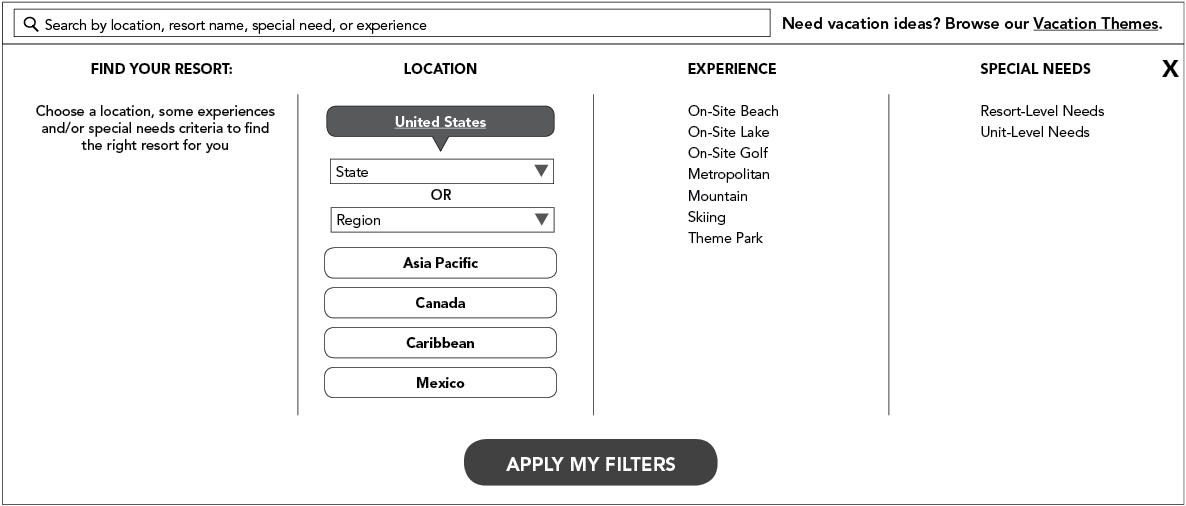 Search by location, resort name, special need, or experience
Need vacation ideas? Browse our Vacation Themes.
FIND YOUR RESORT:
Choose a location, some experiences
and/or special needs criteria to find
the right resort for you
LOCATION
United States
State
OR
Region
Asia Pacific
Canada
Caribbean
Mexico
EXPERIENCE
On-Site Beach
On-Site Lake
On-Site Golf
Metropolitan
Mountain
Skiing
Theme Park
SPECIAL NEEDS
X
Resort-Level Needs
Unit-Level Needs
APPLY MY FILTERS